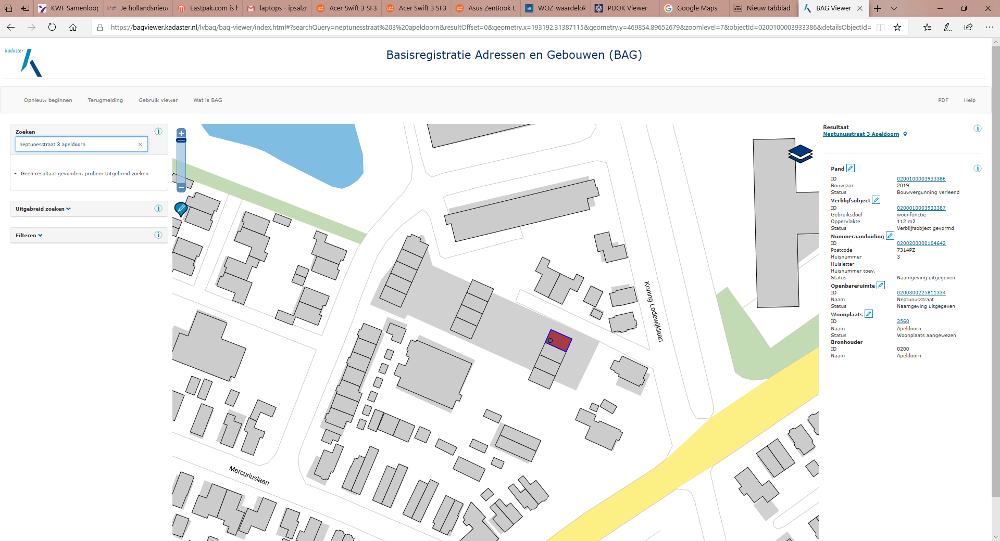 KWF Samenloop
Je hollandsnieuw
Eastpak.com is h
laptops - ipsalzr
Acer Swift 3 SF3
Acer Swift 3 SF3
Asus ZenBook U
WOZ-waardelok
PDOK Viewer
Google Maps
Nieuw tabblad
BAG Viewer
https://bagviewer.kadaster.nl/lvbag/bag-viewer/index.html#?searchQuery=neptunesstraat%203%20apeldoorn&resultOffset=0&geometry.x=193192.31387115&geometry.y=469854.89652679&zoomlevel=7&objectId=0200100003933386&detailsObjectId=
kadaster
Basisregistratie Adressen en Gebouwen (BAG)
Opnieuw beginnen
Terugmelding
Gebruik viewer
Wat is BAG
PDF
Help
Zoeken
neptunesstraat 3 apeldoorn
Geen resultaat gevonden, probeer Uitgebreid zoeken
Uitgebreid zoeken
Filteren
Koning Lodewijklaan
Mercuriuslaan
Resultaat
Neptunusstraat 3 Apeldoorn
Pand
ID 0200100003933386
Bouwjaar 2019
Status Bouwvergunning verleend
Verblijfsobject
ID 0200010003933387
Gebruiksdoel woonfunctie
Oppervlakte 112 m2
Status Verblijfsobject gevormd
Nummeraanduiding
ID 0200200000104642
Postcode 7314PZ
Huisnummer 3
Huisletter
Huisnummer toev.
Status Naamgeving uitgegeven
Openbareruimte
ID 0200300225811334
Naam Neptunusstraat
Status Naamgeving uitgegeven
Woonplaats
ID 3560
Naam Apeldoorn
Status Woonplaats aangewezen
Bronhouder
ID 0200
Naam Apeldoorn